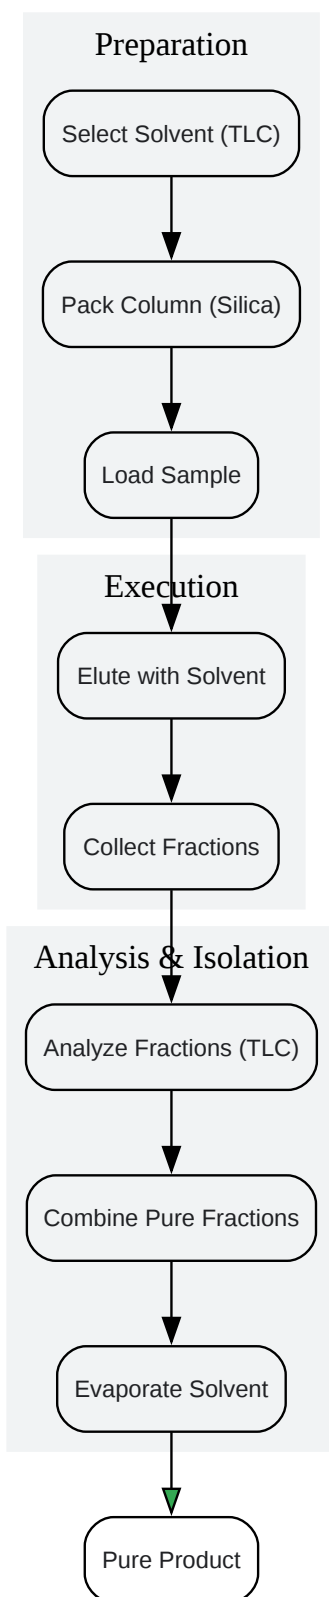 Preparation
Select Solvent (TLC)
Pack Column (Silica)
Load Sample
Execution
Elute with Solvent
Collect Fractions
Analysis & Isolation
Analyze Fractions (TLC)
Combine Pure Fractions
Evaporate Solvent
Pure Product